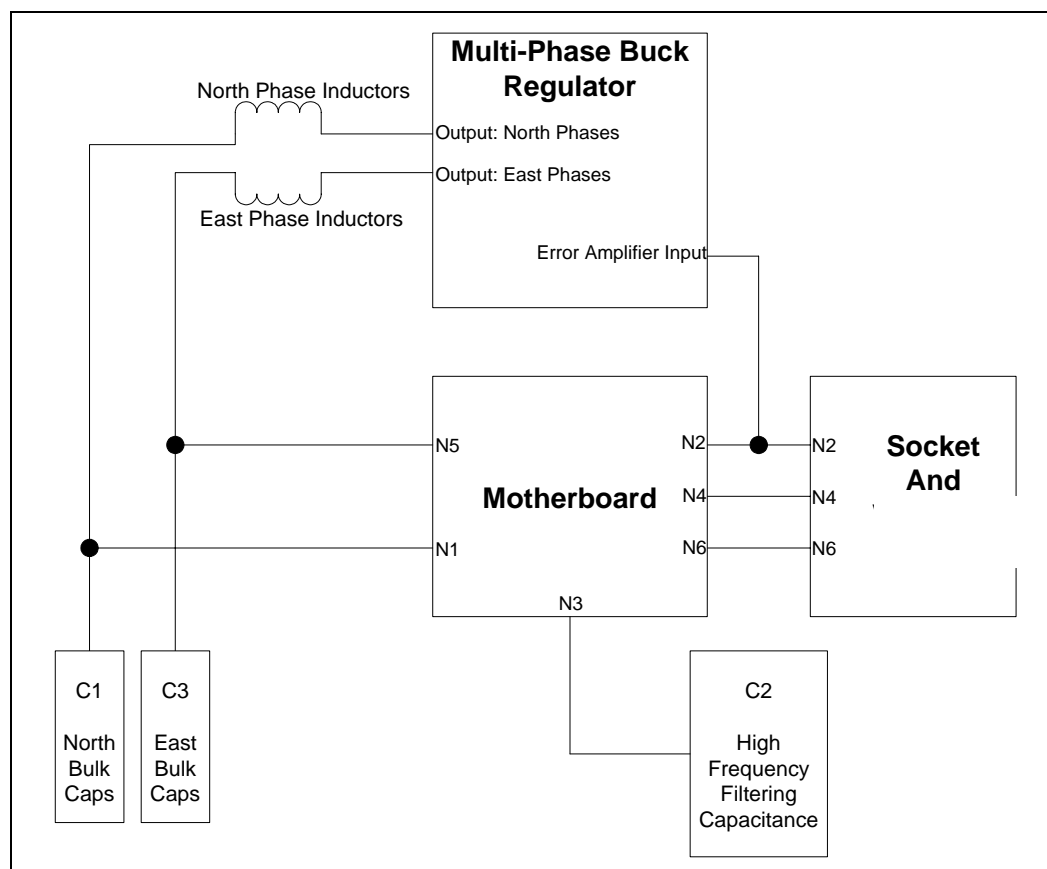 Multi-Phase Buck
Regulator
North Phase Inductors
Output: North Phases
Output: East Phases
East Phase Inductors
Error Amplifier Input
N5
N2
N2
Socket
And
Motherboard
N4
N4
N1
N6
N6
N3
C1
North
Bulk
Caps
C3
East
Bulk
Caps
C2
High
Frequency
Filtering
Capacitance